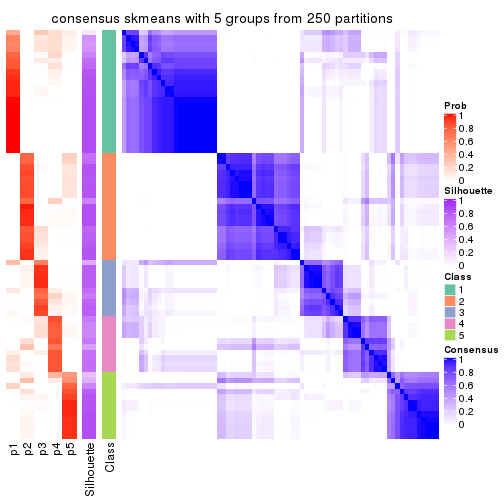 consensus skmeans with 5 groups from 250 partitions
Prob
1
0.8
0.6
0.4
0.2
0
Silhouette
1
0.8
0.6
0.4
0.2
0
Class
1
2
3
4
5
Consensus
1
0.8
0.6
0.4
0.2
0
p1
p2
p3
p4
p5
Silhouette
Class